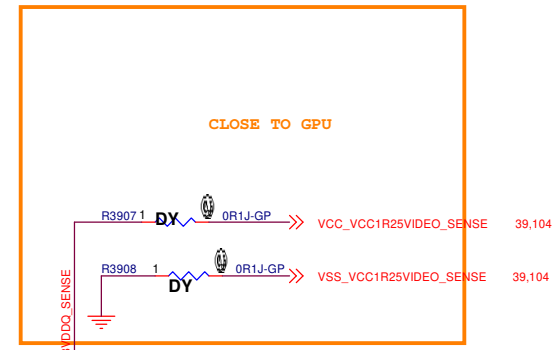 CLOSE TO GPU
R3907 1 DY 0R1J-GP VCC_VCC1R25VIDEO_SENSE 39,104
R3908 1 DY 0R1J-GP VSS_VCC1R25VIDEO_SENSE 39,104